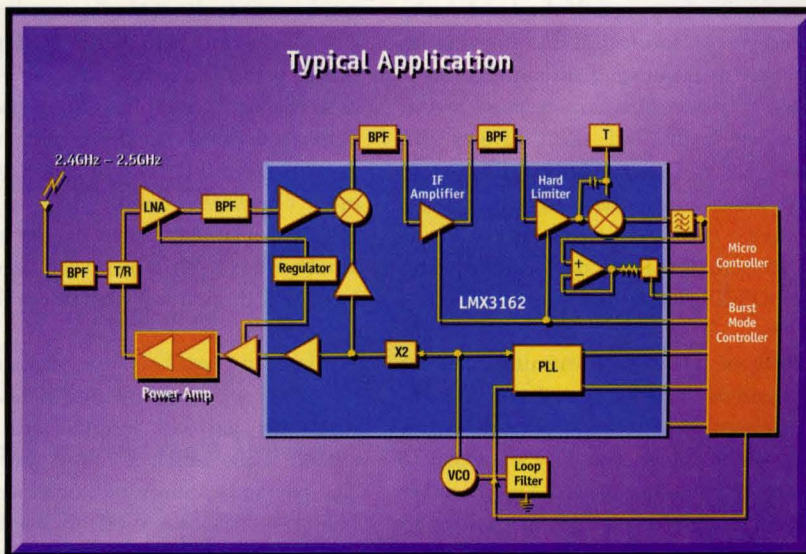 Typical Application
2.4GHz – 2.5GHz
BPF
T/R
LNA
BPF
Regulator
BPF
IF
Amplifier
BPF
Hard
Limiter
T
+
−
LMX3162
Micro
Controller
Burst
Mode
Controller
Power Amp
X2
PLL
VCO
Loop
Filter